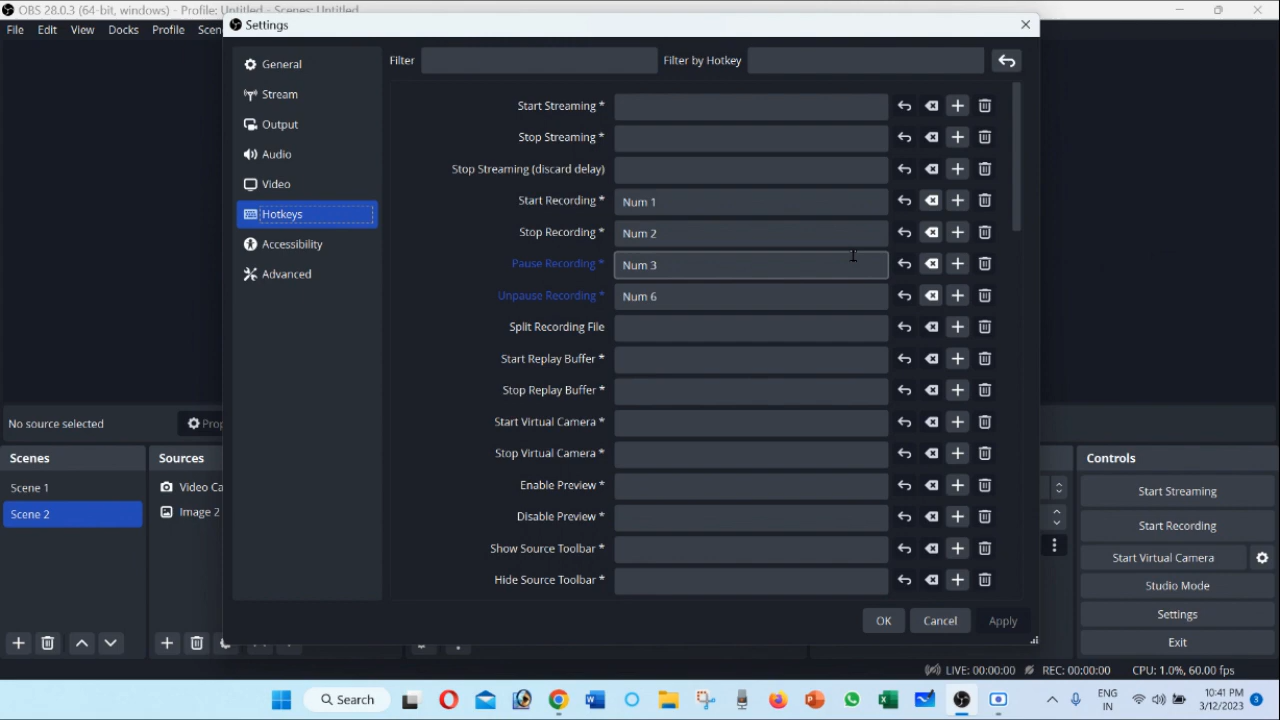 OBS 28.0.3 (64-bit, windows) - Profile: Untitled - Scenes: Untitled
File Edit View Docks Profile Scen
Settings
General
Stream
Output
Audio
Video
Hotkeys
Accessibility
Advanced
Filter Filter by Hotkey
Start Streaming *
Stop Streaming *
Stop Streaming (discard delay)
Start Recording * Num 1
Stop Recording * Num 2
Pause Recording * Num 3
Unpause Recording * Num 6
Split Recording File
Start Replay Buffer *
Stop Replay Buffer *
Start Virtual Camera *
Stop Virtual Camera *
Enable Preview *
Disable Preview *
Show Source Toolbar *
Hide Source Toolbar *
OK Cancel Apply
No source selected Prop
Scenes
Scene 1
Scene 2
Sources
Video Ca
Image 2
Controls
Start Streaming
Start Recording
Start Virtual Camera
Studio Mode
Settings
Exit
LIVE: 00:00:00 REC: 00:00:00 CPU: 1.0%, 60.00 fps
Search
ENG
IN
10:41 PM
3/12/2023
3